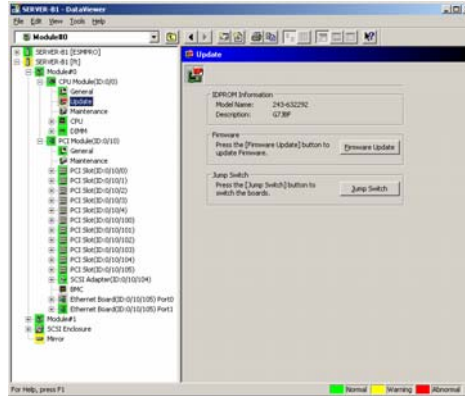 SERVER-B1 - DataViewer
File Edit View Tools Help
Module#0
SERVER-B1 [ESMPRO]
SERVER-B1 [ft]
Module#0
CPU Module(ID:0/0)
General
Update
Maintenance
CPU
DIMM
PCI Module(ID:0/10)
General
Maintenance
PCI Slot(ID:0/10/0)
PCI Slot(ID:0/10/1)
PCI Slot(ID:0/10/2)
PCI Slot(ID:0/10/3)
PCI Slot(ID:0/10/4)
PCI Slot(ID:0/10/100)
PCI Slot(ID:0/10/101)
PCI Slot(ID:0/10/102)
PCI Slot(ID:0/10/103)
PCI Slot(ID:0/10/104)
PCI Slot(ID:0/10/105)
SCSI Adapter(ID:0/10/104)
BMC
Ethernet Board(ID:0/10/105) Port0
Ethernet Board(ID:0/10/105) Port1
Module#1
SCSI Enclosure
Mirror
Update
IDPROM Information
Model Name: 243-632292
Description: G7JBF
Firmware
Press the [Firmware Update] button to
update Firmware.
Firmware Update
Jump Switch
Press the [Jump Switch] button to
switch the boards.
Jump Switch
For Help, press F1
Normal Warning Abnormal